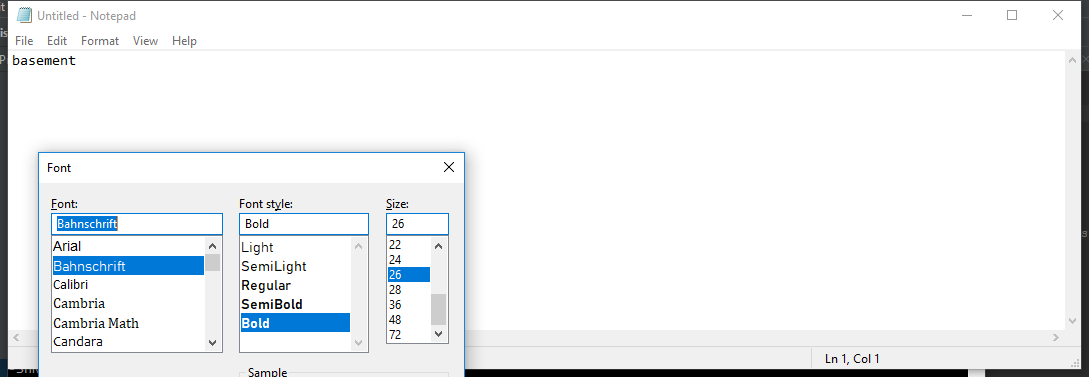 Untitled - Notepad
File Edit Format View Help
basement
Font
Font: Font style: Size:
Bahnschrift Bold 26
Arial
Bahnschrift
Calibri
Cambria
Cambria Math
Candara
Light
SemiLight
Regular
SemiBold
Bold
22
24
26
28
36
48
72
Sample
Ln 1, Col 1